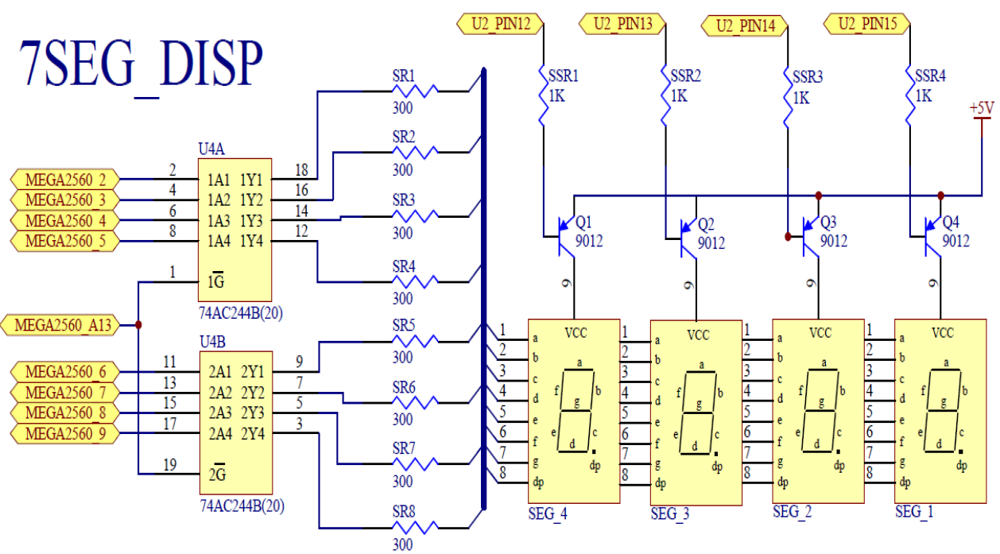 7SEG_DISP
U2_PIN12
U2_PIN13
U2_PIN14
U2_PIN15
SSR1
1K
SSR2
1K
SSR3
1K
SSR4
1K
+5V
SR1
300
SR2
300
SR3
300
SR4
300
SR5
300
SR6
300
SR7
300
SR8
300
U4A
MEGA2560_2
2
1A1
1Y1
18
MEGA2560_3
4
1A2
1Y2
16
MEGA2560_4
6
1A3
1Y3
14
MEGA2560_5
8
1A4
1Y4
12
1
1G
74AC244B(20)
MEGA2560_A13
U4B
MEGA2560_6
11
2A1
2Y1
9
MEGA2560_7
13
2A2
2Y2
7
MEGA2560_8
15
2A3
2Y3
5
MEGA2560_9
17
2A4
2Y4
3
19
2G
74AC244B(20)
Q1
9012
Q2
9012
Q3
9012
Q4
9012
9
9
9
9
1
2
3
4
5
6
7
8
VCC
a
b
c
d
e
f
g
dp
a
f
b
g
e
c
d
dp
SEG_4
1
2
3
4
5
6
7
8
VCC
a
b
c
d
e
f
g
dp
a
f
b
g
e
c
d
dp
SEG_3
1
2
3
4
5
6
7
8
VCC
a
b
c
d
e
f
g
dp
a
f
b
g
e
c
d
dp
SEG_2
1
2
3
4
5
6
7
8
VCC
a
b
c
d
e
f
g
dp
a
f
b
g
e
c
d
dp
SEG_1